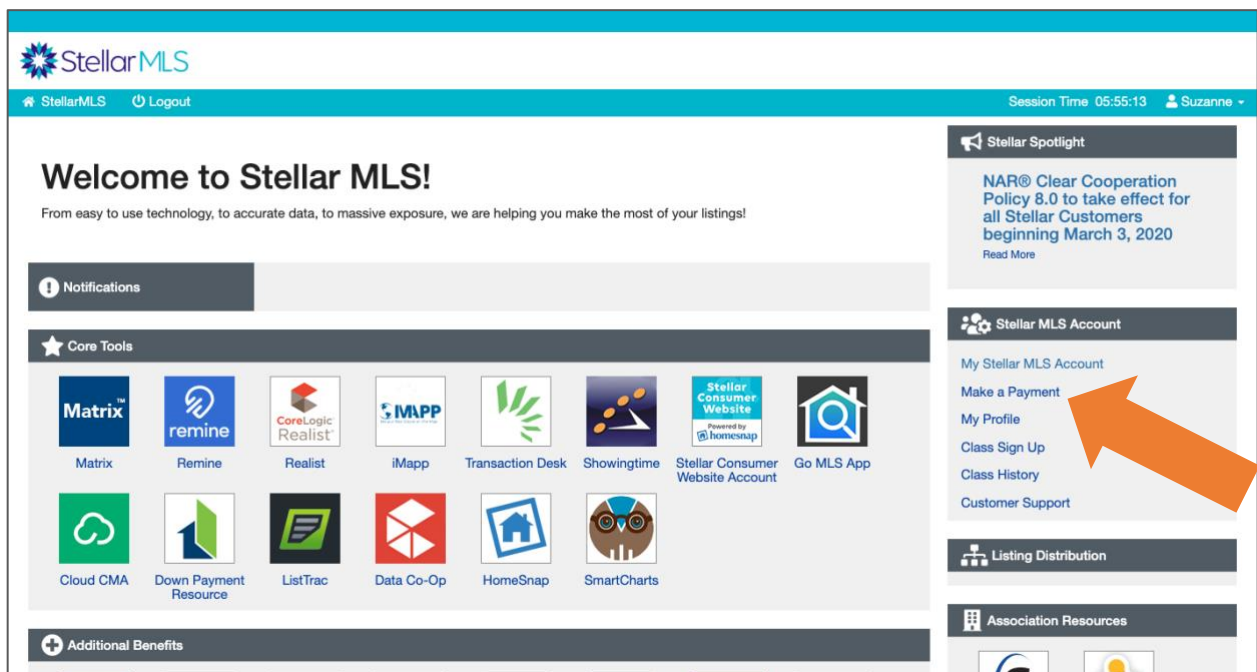 StellarMLS
StellarMLS
Logout
Session Time 05:55:13
Suzanne
Welcome to Stellar MLS!
From easy to use technology, to accurate data, to massive exposure, we are helping you make the most of your listings!
Notifications
Core Tools
Matrix™
remine
CoreLogic
Realist
iMAPP
Stellar
Consumer
Website
Powered by
homesnap
Matrix
Remine
Realist
iMapp
Transaction Desk
Showingtime
Stellar Consumer
Website Account
Go MLS App
Cloud CMA
Down Payment
Resource
ListTrac
Data Co-Op
HomeSnap
SmartCharts
Additional Benefits
Stellar Spotlight
NAR® Clear Cooperation
Policy 8.0 to take effect for
all Stellar Customers
beginning March 3, 2020
Read More
Stellar MLS Account
My Stellar MLS Account
Make a Payment
My Profile
Class Sign Up
Class History
Customer Support
Listing Distribution
Association Resources